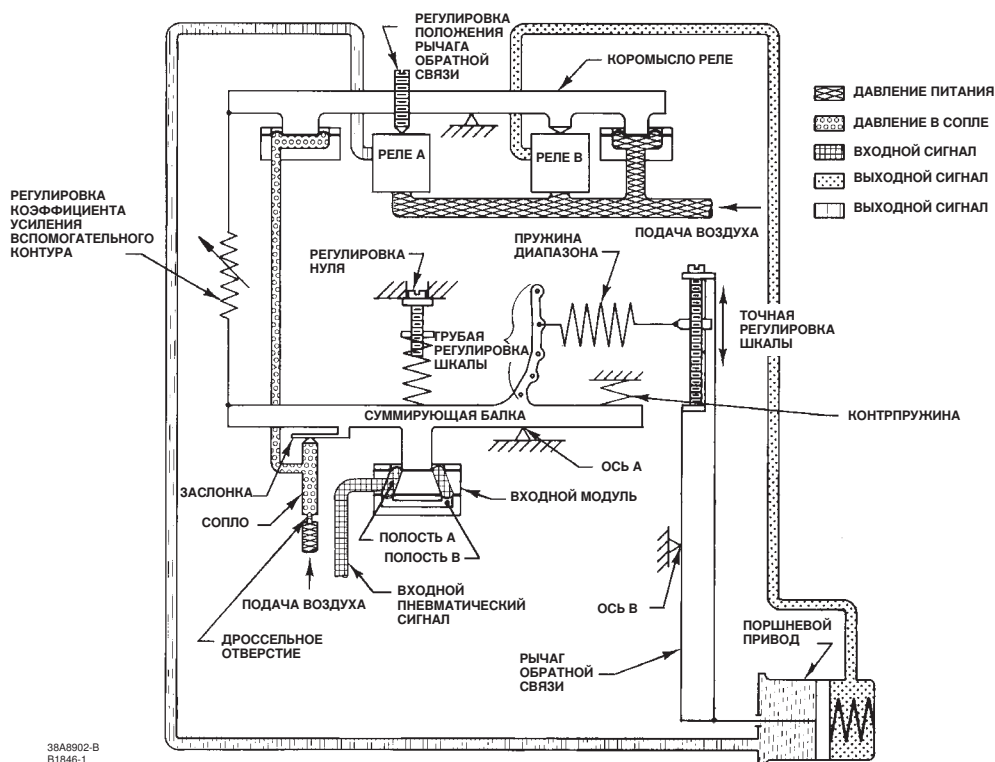 РЕГУЛИРОВКА
ПОЛОЖЕНИЯ
РЫЧАГА
ОБРАТНОЙ
СВЯЗИ
КОРОМЫСЛО РЕЛЕ
ДАВЛЕНИЕ ПИТАНИЯ
ДАВЛЕНИЕ В СОПЛЕ
ВХОДНОЙ СИГНАЛ
ВЫХОДНОЙ СИГНАЛ
ВЫХОДНОЙ СИГНАЛ
РЕЛЕ А
РЕЛЕ В
РЕГУЛИРОВКА
КОЭФФИЦИЕНТА
УСИЛЕНИЯ
ВСПОМОГАТЕЛЬНОГО
КОНТУРА
ПОДАЧА ВОЗДУХА
РЕГУЛИРОВКА
НУЛЯ
ПРУЖИНА
ДИАПАЗОНА
ТРУБАЯ
РЕГУЛИРОВКА
ШКАЛЫ
ТОЧНАЯ
РЕГУЛИРОВКА
ШКАЛЫ
СУММИРУЮЩАЯ БАЛКА
КОНТРПРУЖИНА
ОСЬ А
ЗАСЛОНКА
ВХОДНОЙ МОДУЛЬ
СОПЛО
ПОЛОСТЬ А
ПОЛОСТЬ В
ПОДАЧА ВОЗДУХА
ВХОДНОЙ
ПНЕВМАТИЧЕСКИЙ
СИГНАЛ
ОСЬ В
ДРОССЕЛЬНОЕ
ОТВЕРСТИЕ
ПОРШНЕВОЙ
ПРИВОД
РЫЧАГ
ОБРАТНОЙ
СВЯЗИ
38A8902-B
B1846-1